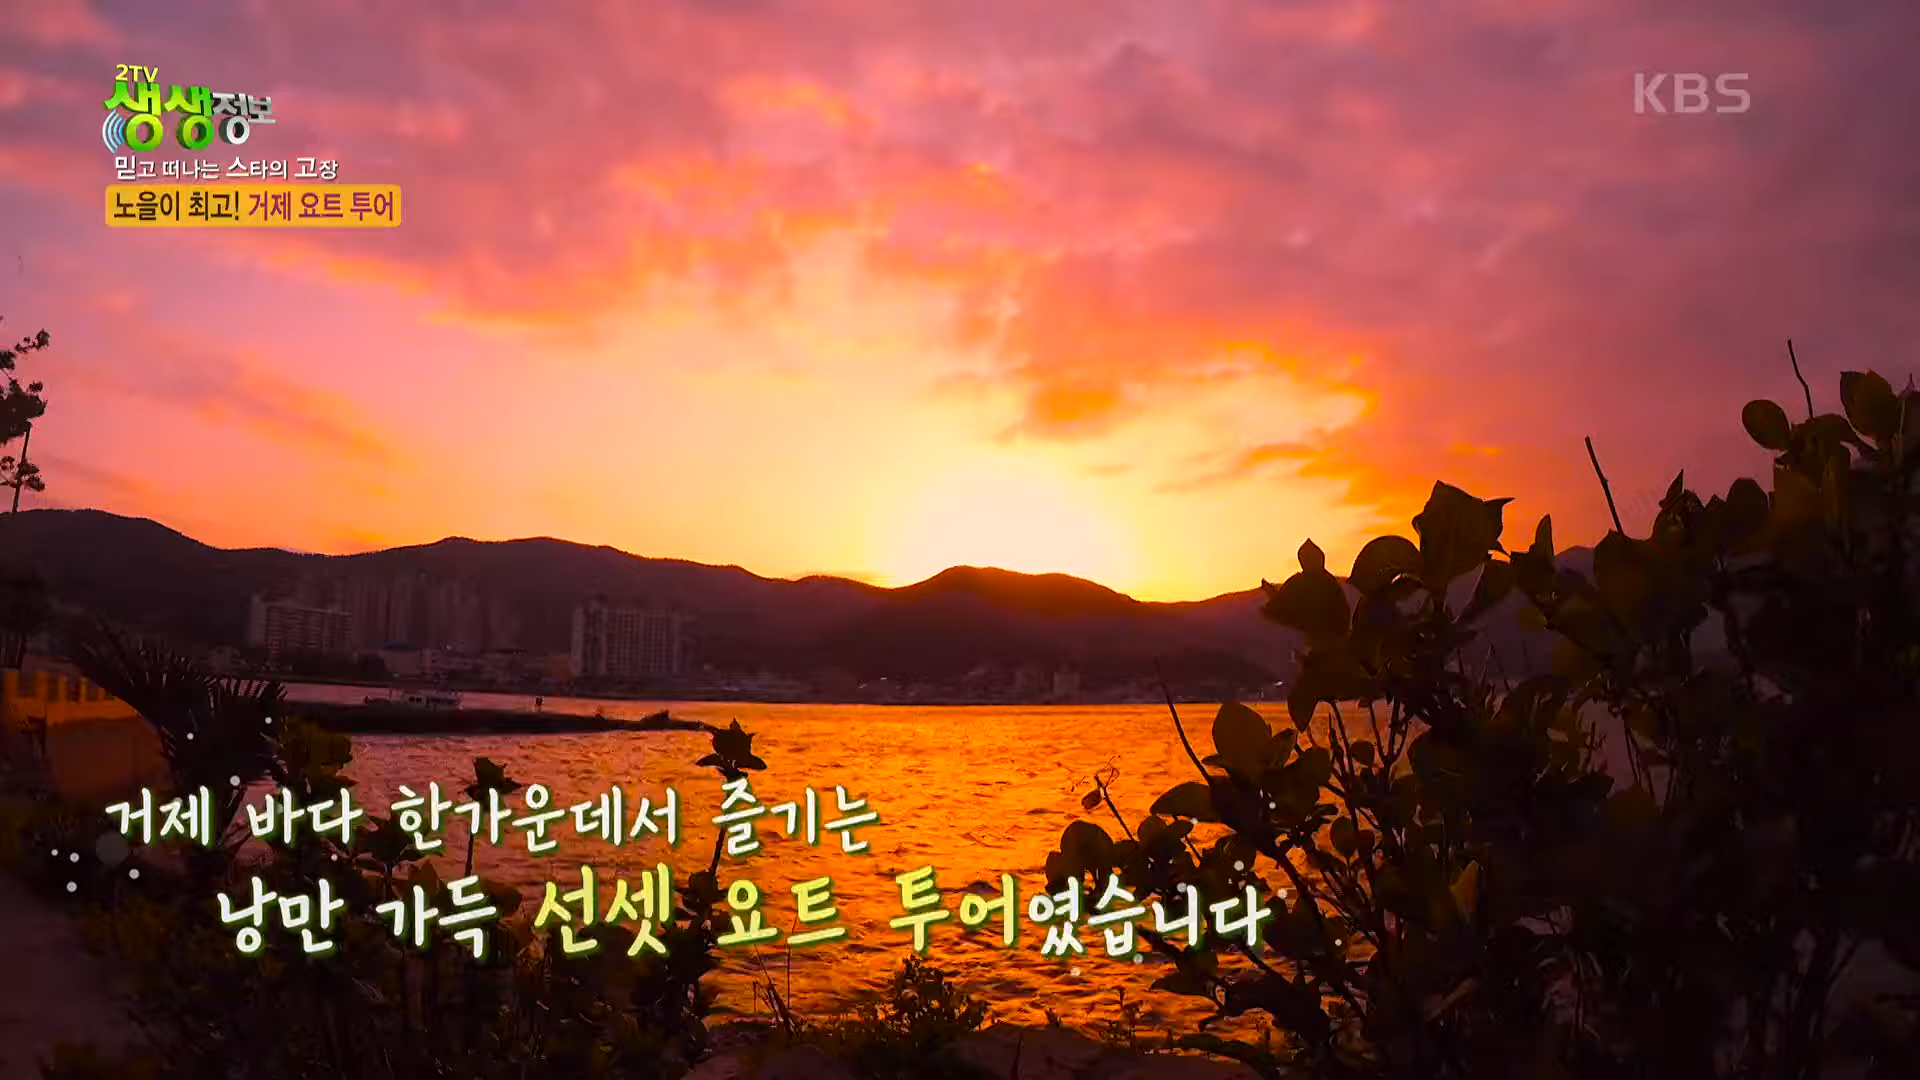 2TV
생생정보
믿고 떠나는 스타의 고장
노을이 최고! 거제 요트 투어
KBS
거제 바다 한가운데서 즐기는
낭만 가득 선셋 요트 투어였습니다